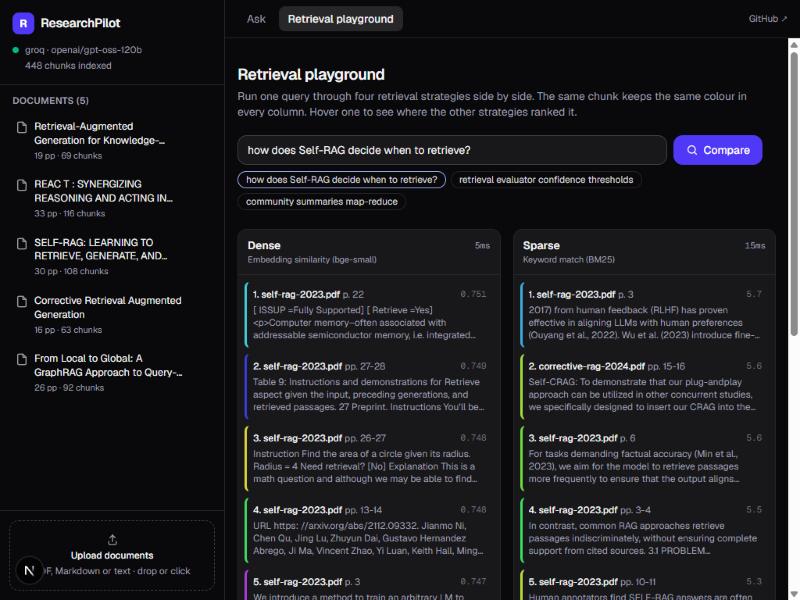 R ResearchPilot
groq · openai/gpt-oss-120b
448 chunks indexed
DOCUMENTS (5)
Retrieval-Augmented
Generation for Knowledge-...
19 pp · 69 chunks
REAC T : SYNERGIZING
REASONING AND ACTING IN...
33 pp · 116 chunks
SELF-RAG: LEARNING TO
RETRIEVE, GENERATE, AND...
30 pp · 108 chunks
Corrective Retrieval Augmented
Generation
16 pp · 63 chunks
From Local to Global: A
GraphRAG Approach to Query-...
26 pp · 92 chunks
Upload documents
N
F, Markdown or text · drop or click
Ask
Retrieval playground
GitHub ↗
Retrieval playground
Run one query through four retrieval strategies side by side. The same chunk keeps the same colour in
every column. Hover one to see where the other strategies ranked it.
how does Self-RAG decide when to retrieve?
Compare
how does Self-RAG decide when to retrieve?
retrieval evaluator confidence thresholds
community summaries map-reduce
Dense 5ms
Embedding similarity (bge-small)
1. self-rag-2023.pdf p. 22 0.751
[ ISSUP =Fully Supported] [ Retrieve =Yes]
<p>Computer memory—often associated with
addressable semiconductor memory, i.e. integrated...
2. self-rag-2023.pdf pp. 27-28 0.749
Table 9: Instructions and demonstrations for Retrieve
aspect given the input, preceding generations, and
retrieved passages. 27 Preprint. Instructions You'll be...
3. self-rag-2023.pdf pp. 26-27 0.748
Instruction Find the area of a circle given its radius.
Radius = 4 Need retrieval? [No] Explanation This is a
math question and although we may be able to find...
4. self-rag-2023.pdf pp. 13-14 0.748
URL https: //arxiv.org/abs/2112.09332. Jianmo Ni,
Chen Qu, Jing Lu, Zhuyun Dai, Gustavo Hernandez
Abrego, Ji Ma, Vincent Zhao, Yi Luan, Keith Hall, Ming...
5. self-rag-2023.pdf p. 3 0.747
We introduce a method to train an arbitrary LM to
Sparse 15ms
Keyword match (BM25)
1. self-rag-2023.pdf p. 3 5.7
2017) from human feedback (RLHF) has proven
effective in aligning LLMs with human preferences
(Ouyang et al., 2022). Wu et al. (2023) introduce fine-...
2. corrective-rag-2024.pdf pp. 15-16 5.6
Self-CRAG: To demonstrate that our plug-andplay
approach can be utilized in other concurrent studies,
we specifically designed to insert our CRAG into the...
3. self-rag-2023.pdf p. 6 5.6
For tasks demanding factual accuracy (Min et al.,
2023), we aim for the model to retrieve passages
more frequently to ensure that the output aligns...
4. self-rag-2023.pdf pp. 3-4 5.5
In contrast, common RAG approaches retrieve
passages indiscriminately, without ensuring complete
support from cited sources. 3.1 PROBLEM...
5. self-rag-2023.pdf pp. 10-11 5.3
Human annotators find SELF-RAG answers are often